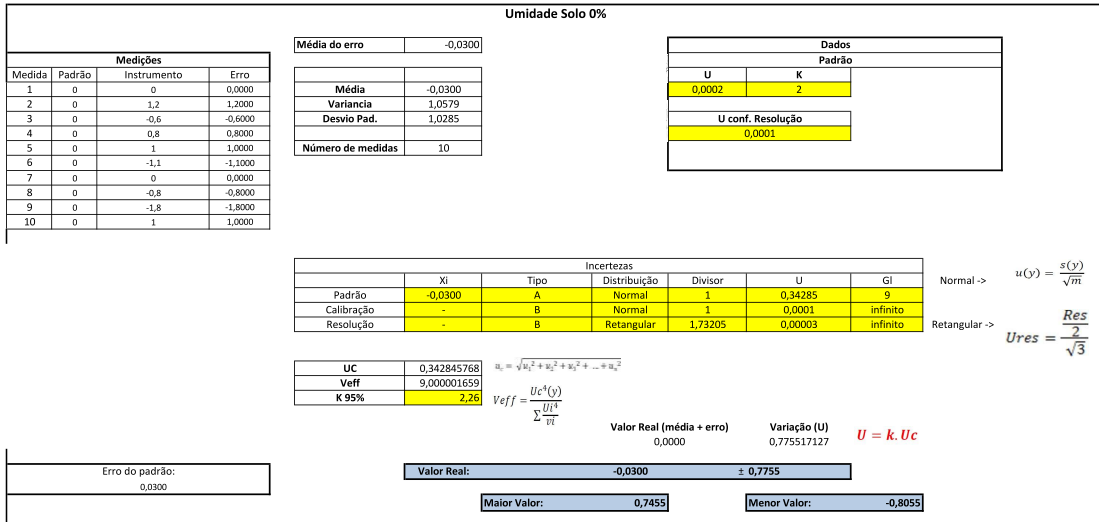 Umidade Solo 0%
Média do erro -0,0300
Medições
Medida Padrão Instrumento Erro
1 0 0 0,0000
2 0 1,2 1,2000
3 0 -0,6 -0,6000
4 0 0,8 0,8000
5 0 1 1,0000
6 0 -1,1 -1,1000
7 0 0 0,0000
8 0 -0,8 -0,8000
9 0 -1,8 -1,8000
10 0 1 1,0000
Média -0,0300
Variancia 1,0579
Desvio Pad. 1,0285
Número de medidas 10
Dados
Padrão
U K
0,0002 2
U conf. Resolução
0,0001
Incertezas
Xi Tipo Distribuição Divisor U Gl
Padrão -0,0300 A Normal 1 0,34285 9
Calibração - B Normal 1 0,0001 infinito
Resolução - B Retangular 1,73205 0,00003 infinito
Normal -> u(y) = s(y)/√m
Retangular -> Ures = (Res/2)/√3
UC 0,342845768
Veff 9,000001659
K 95% 2,26
u_c = √u₁² + u₂² + u₃² + ... + u_n²
Veff = Uc⁴(y)/∑ Ui⁴/vi
Valor Real (média + erro) Variação (U)
0,0000 0,775517127
U = k.Uc
Erro do padrão:
0,0300
Valor Real: -0,0300 ± 0,7755
Maior Valor: 0,7455 Menor Valor: -0,8055